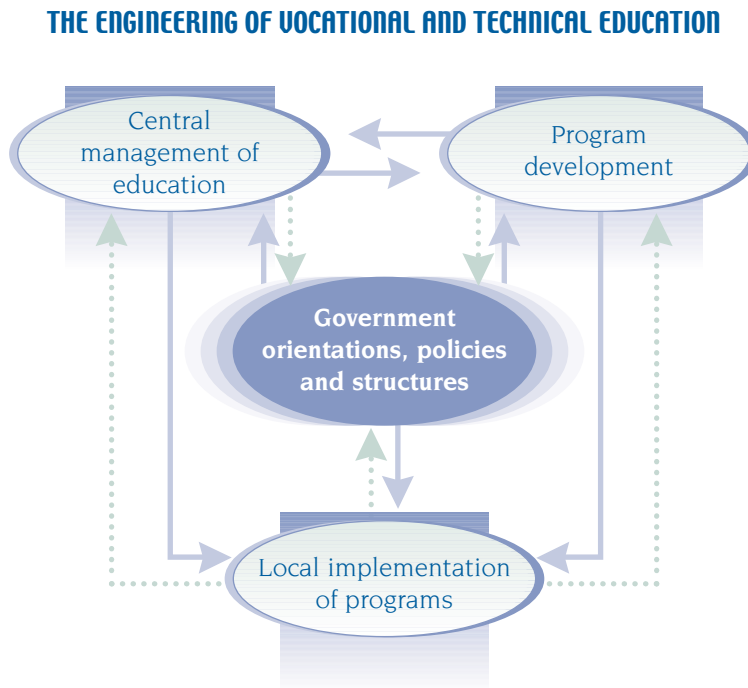 THE ENGINEERING OF VOCATIONAL AND TECHNICAL EDUCATION
Central
management of
education
Program
development
Government
orientations, policies
and structures
Local implementation
of programs